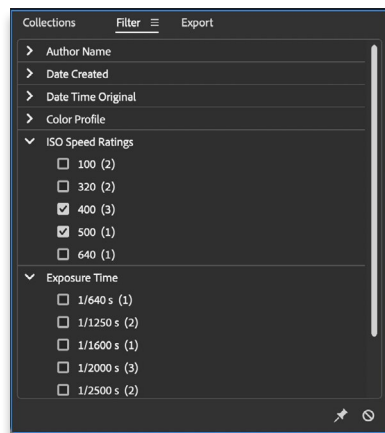 Collections Filter Export
Author Name
Date Created
Date Time Original
Color Profile
ISO Speed Ratings
100 (2)
320 (2)
400 (3)
500 (1)
640 (1)
Exposure Time
1/640 s (1)
1/1250 s (2)
1/1600 s (1)
1/2000 s (3)
1/2500 s (2)